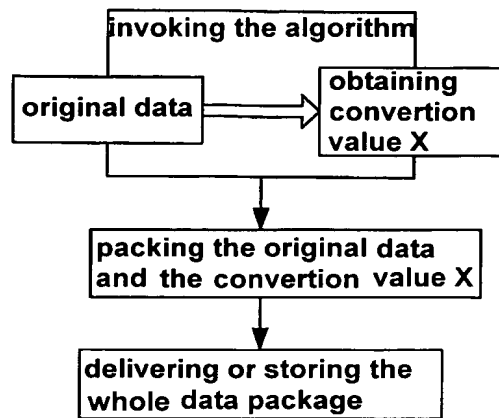 invoking the algorithm
original data
obtaining
convertion
value X
packing the original data
and the convertion value X
delivering or storing the
whole data package